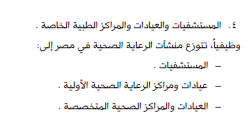 ٤. المستشفيات والعيادات والمراكز الطبية الخاصة .
وظيفياً، تتوزع منشآت الرعاية الصحية في مصر إلى:
– المستشفيات .
– عيادات ومراكز الرعاية الصحية الأولية .
– العيادات والمراكز الصحية المتخصصة .